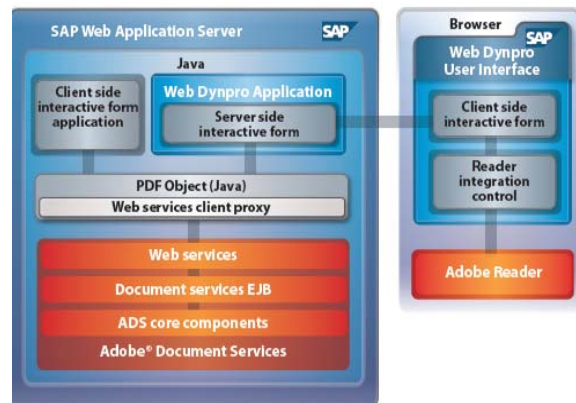 SAP Web Application Server
SAP
Java
Client side
interactive form
application
Web Dynpro Application
Server side
interactive form
PDF Object (Java)
Web services client proxy
Web services
Document services EJB
ADS core components
Adobe® Document Services
Browser
SAP
Web Dynpro
User Interface
Client side
interactive form
Reader
integration
control
Adobe Reader